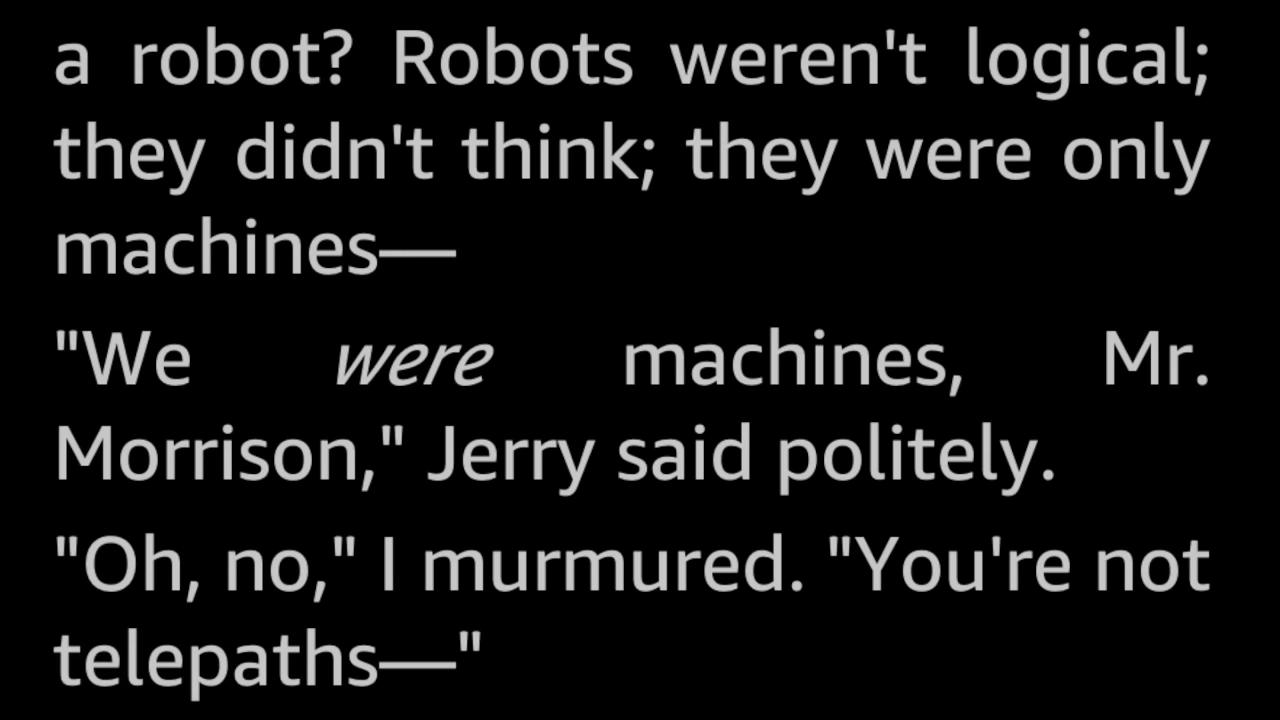 a robot? Robots weren't logical;
they didn't think; they were only
machines—
"We were machines, Mr.
Morrison," Jerry said politely.
"Oh, no," I murmured. "You're not
telepaths—"